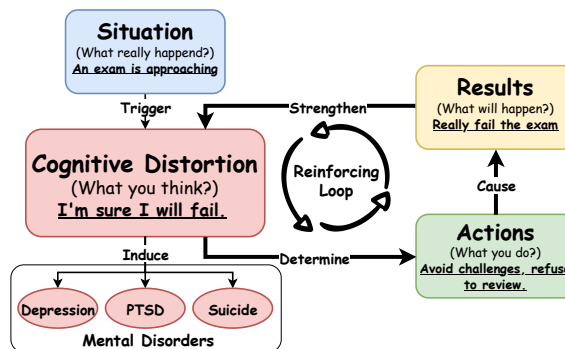 Situation
(What really happend?)
An exam is approaching
Trigger
Strengthen
Results
(What will happen?)
Really fail the exam
Cognitive Distortion
(What you think?)
I'm sure I will fail.
Reinforcing
Loop
Cause
Induce
Determine
Actions
(What you do?)
Avoid challenges, refuse
to review.
Depression
PTSD
Suicide
Mental Disorders